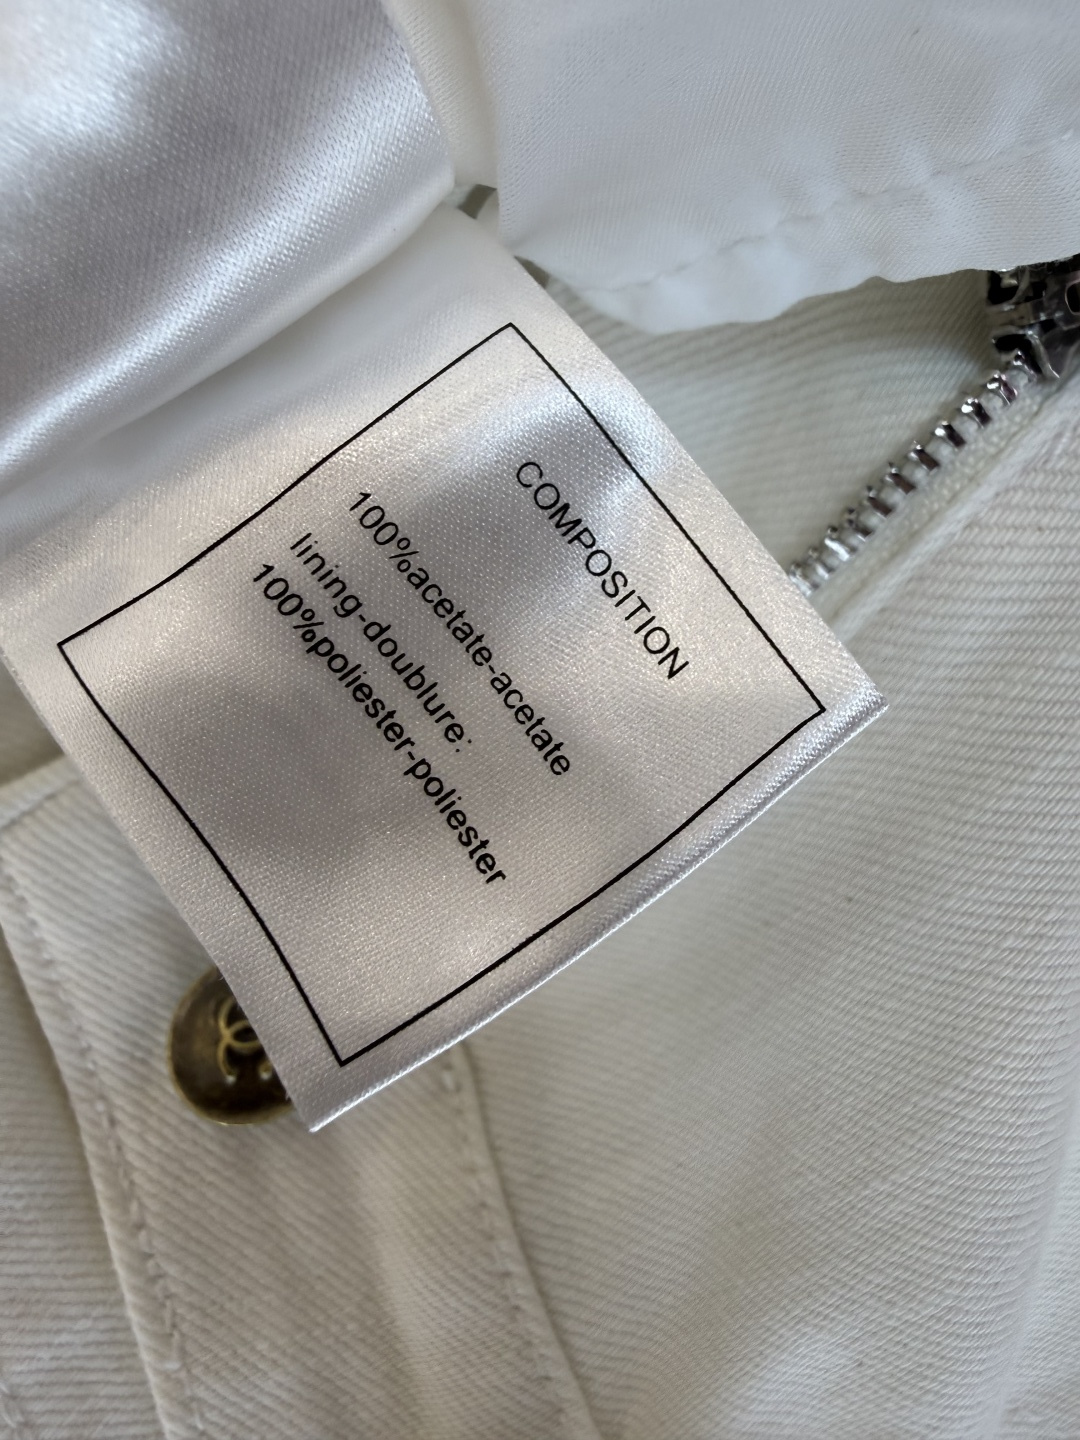 COMPOSITION
100%acetate-acetate
lining-doublure:
100%poliester-poliester